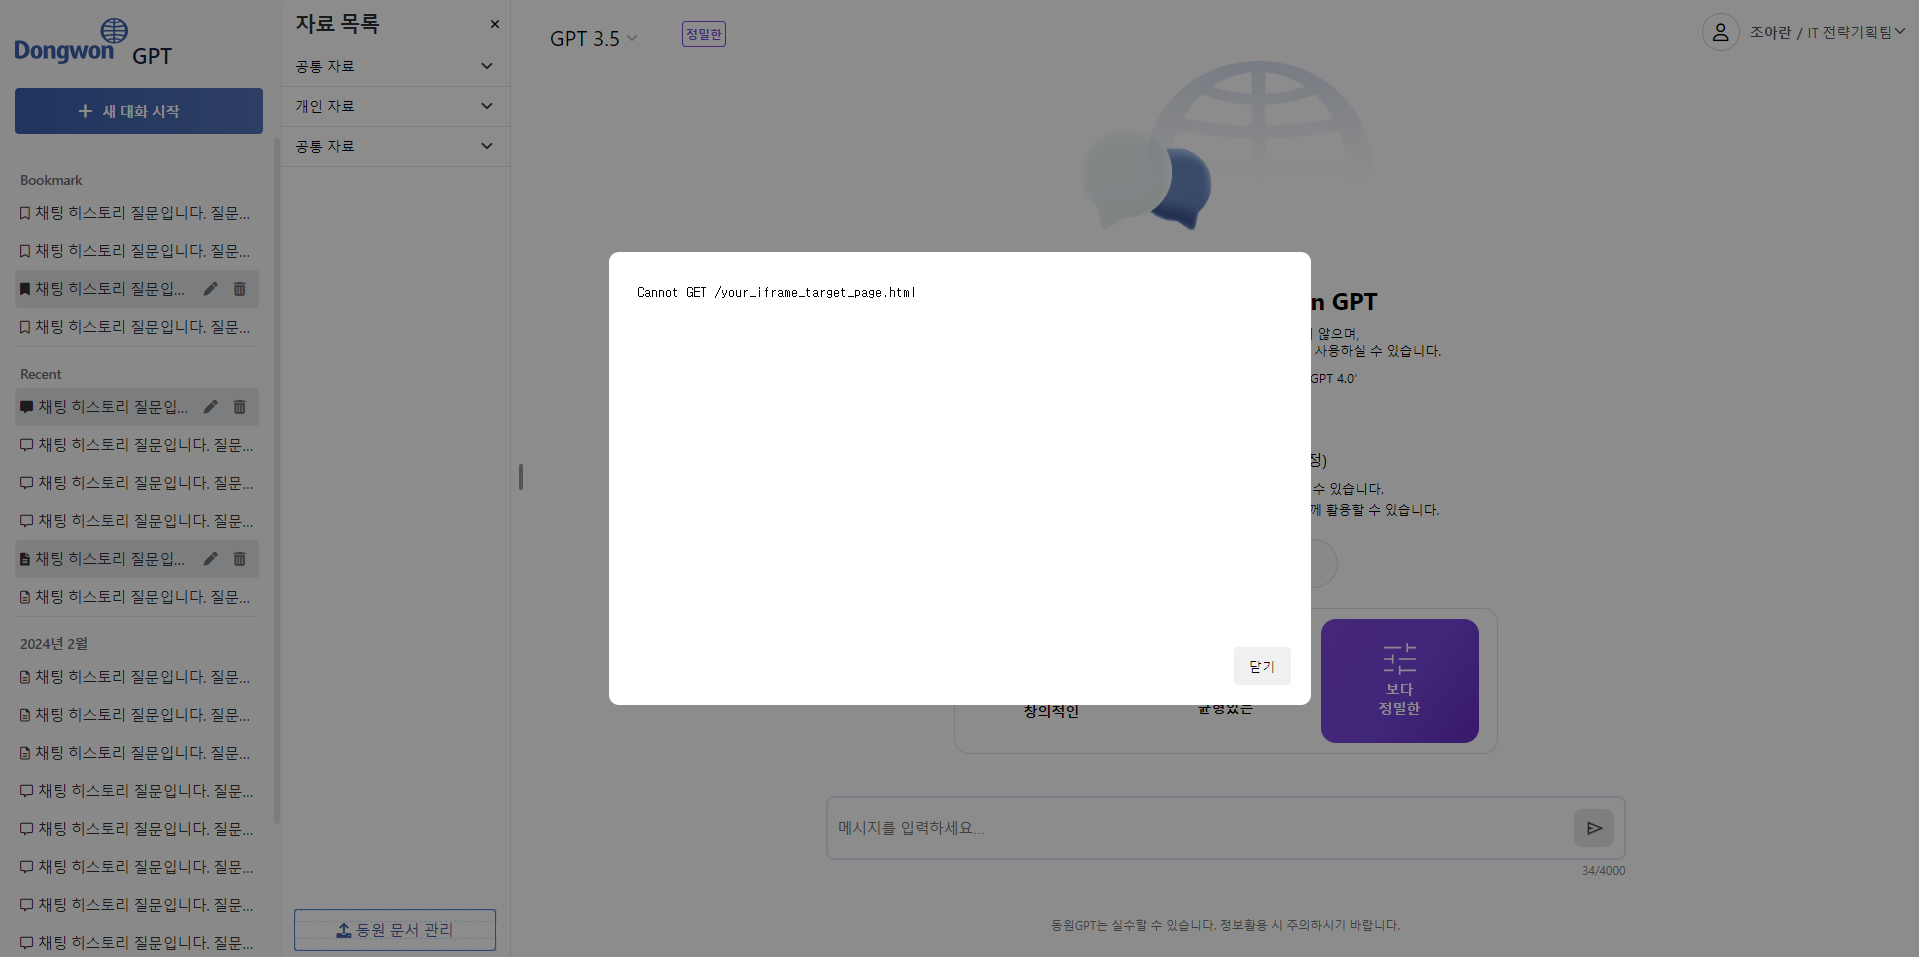 Dongwon GPT
새 대화 시작
Bookmark
채팅 히스토리 질문입니다. 질문...
채팅 히스토리 질문입니다. 질문...
채팅 히스토리 질문입...
채팅 히스토리 질문입니다. 질문...
Recent
채팅 히스토리 질문입...
채팅 히스토리 질문입니다. 질문...
채팅 히스토리 질문입니다. 질문...
채팅 히스토리 질문입니다. 질문...
채팅 히스토리 질문입...
채팅 히스토리 질문입니다. 질문...
2024년 2월
채팅 히스토리 질문입니다. 질문...
채팅 히스토리 질문입니다. 질문...
채팅 히스토리 질문입니다. 질문...
채팅 히스토리 질문입니다. 질문...
채팅 히스토리 질문입니다. 질문...
채팅 히스토리 질문입니다. 질문...
채팅 히스토리 질문입니다. 질문...
채팅 히스토리 질문입니다. 질문...
자료 목록
공통 자료
개인 자료
공통 자료
동원 문서 관리
GPT 3.5
정밀한
조아란 / IT 전략기획팀
Cannot GET /your_iframe_target_page.html
닫기
n GPT
않으며,
사용하실 수 있습니다.
GPT 4.0'
정)
수 있습니다.
께 활용할 수 있습니다.
창의적인
균형있는
보다
정밀한
메시지를 입력하세요...
34/4000
동원GPT는 실수할 수 있습니다. 정보활용 시 주의하시기 바랍니다.